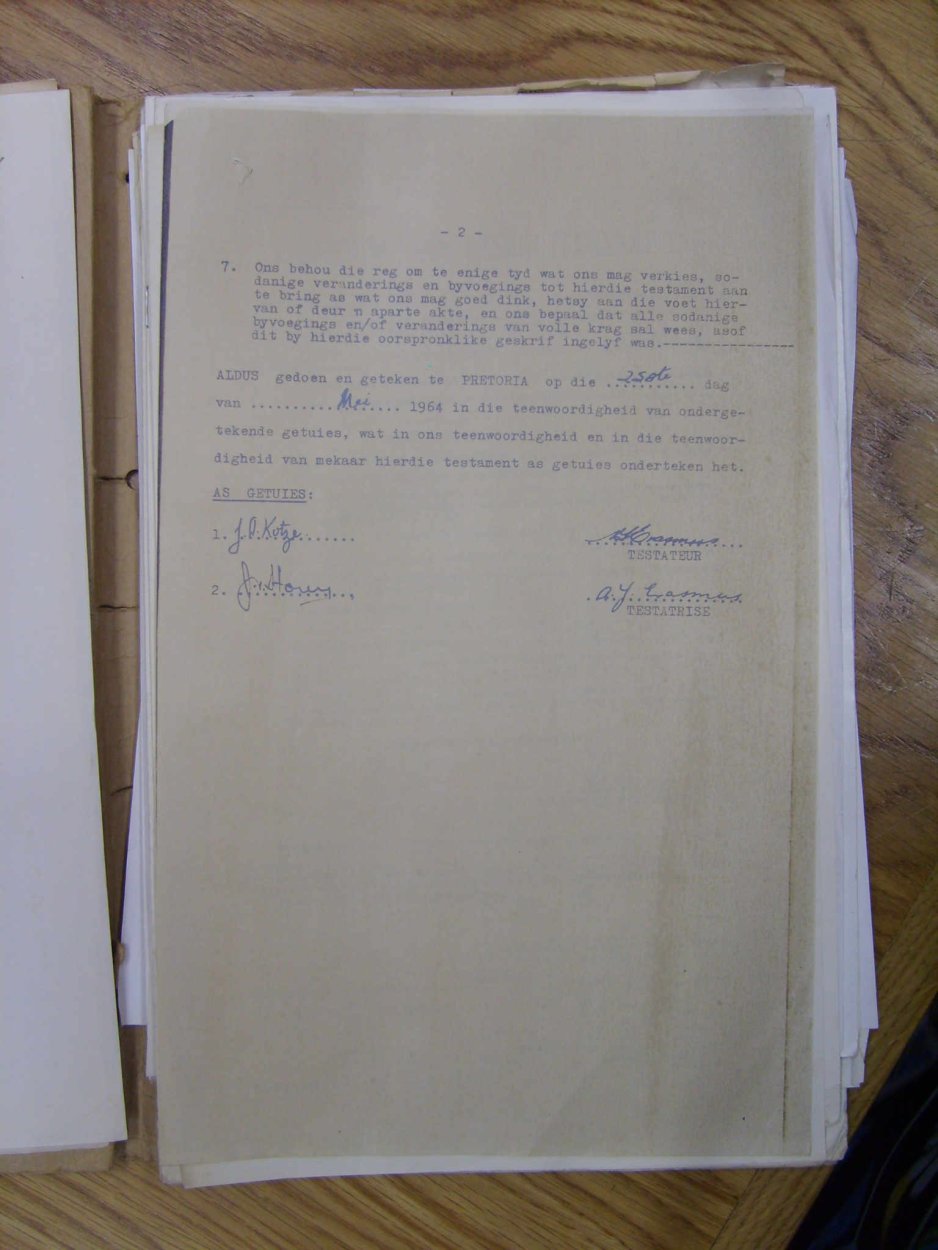 - 2 -
7. Ons behou die reg om te enige tyd wat ons mag verkies, so-
danige veranderings en byvoegings tot hierdie testament aan
te bring as wat ons mag goed dink, hetsy aan die voet hier-
van of deur 'n aparte akte, en ons bepaal dat alle sodanige
byvoegings en/of veranderings van volle krag sal wees, asof
dit by hierdie oorspronklike geskrif ingelyf was.----------------
ALDUS gedoen en geteken te PRETORIA op die ..25ste.. dag
van ..........Mei.... 1964 in die teenwoordigheid van onderge-
tekende getuies, wat in ons teenwoordigheid en in die teenwoor-
digheid van mekaar hierdie testament as getuies onderteken het.
AS GETUIES:
1. J.D. Kotze.......
Erasmus
TESTATEUR
2.
A.J. Erasmus
TESTATRISE